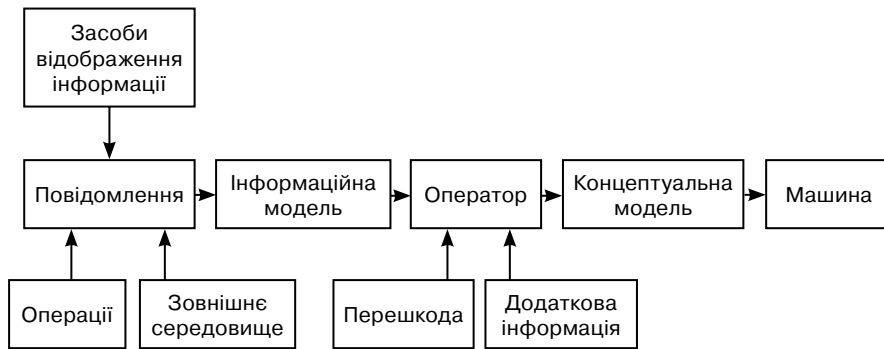 Засоби
відображення
інформації
Повідомлення
Інформаційна
модель
Оператор
Концептуальна
модель
Машина
Операції
Зовнішнє
середовище
Перешкода
Додаткова
інформація